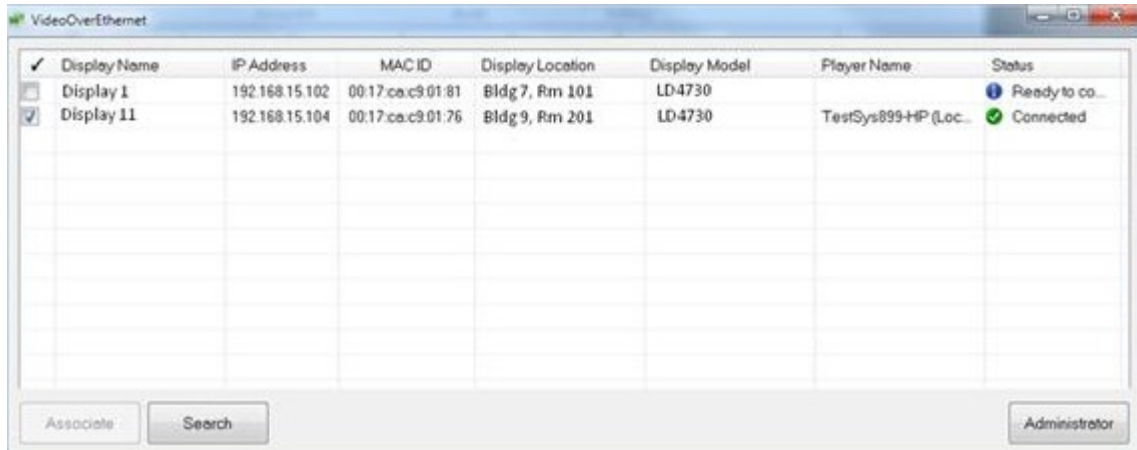 VideoOverEthernet
✓ Display Name IP Address MAC ID Display Location Display Model Player Name Status
Display 1 192.168.15.102 00:17:ca:c9:01:81 Bldg 7, Rm 101 LD4730 Ready to co...
Display 11 192.168.15.104 00:17:ca:c9:01:76 Bldg 9, Rm 201 LD4730 TestSys899-HP (Loc... Connected
Associate Search Administrator